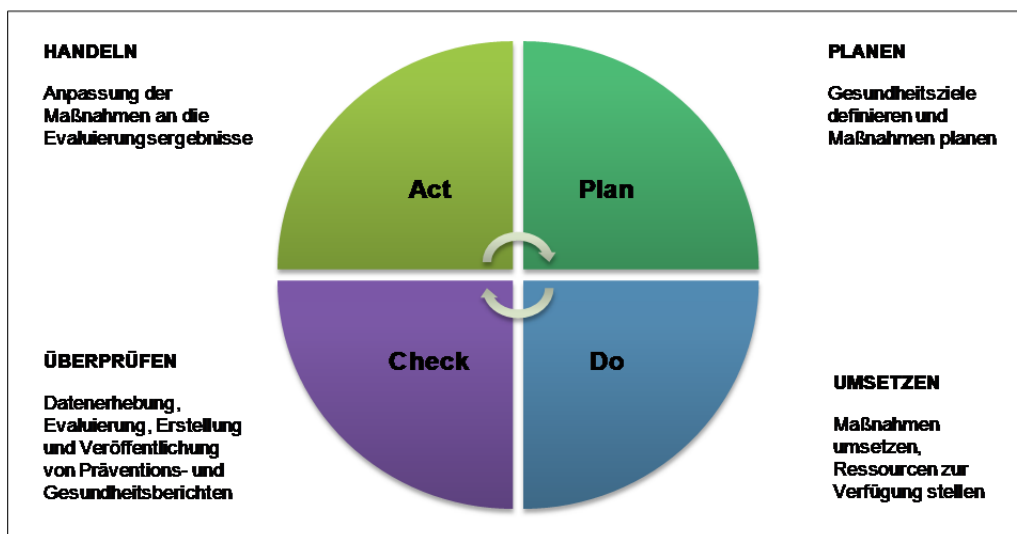 HANDELN
Anpassung der
Maßnahmen an die
Evaluierungsergebnisse
PLANEN
Gesundheitsziele
definieren und
Maßnahmen planen
Act
Plan
Check
Do
ÜBERPRÜFEN
Datenerhebung,
Evaluierung, Erstellung
und Veröffentlichung
von Präventions- und
Gesundheitsberichten
UMSETZEN
Maßnahmen
umsetzen,
Ressourcen zur
Verfügung stellen